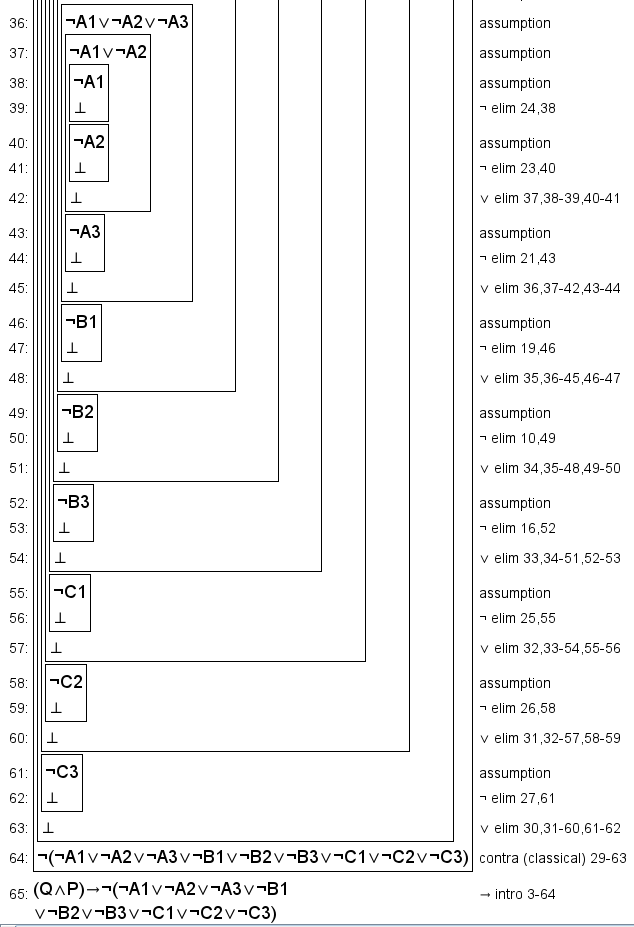 36: ¬A1∨¬A2∨¬A3 assumption
37: ¬A1∨¬A2 assumption
38: ¬A1 assumption
39: ⊥ ¬ elim 24,38
40: ¬A2 assumption
41: ⊥ ¬ elim 23,40
42: ⊥ ∨ elim 37,38-39,40-41
43: ¬A3 assumption
44: ⊥ ¬ elim 21,43
45: ⊥ ∨ elim 36,37-42,43-44
46: ¬B1 assumption
47: ⊥ ¬ elim 19,46
48: ⊥ ∨ elim 35,36-45,46-47
49: ¬B2 assumption
50: ⊥ ¬ elim 10,49
51: ⊥ ∨ elim 34,35-48,49-50
52: ¬B3 assumption
53: ⊥ ¬ elim 16,52
54: ⊥ ∨ elim 33,34-51,52-53
55: ¬C1 assumption
56: ⊥ ¬ elim 25,55
57: ⊥ ∨ elim 32,33-54,55-56
58: ¬C2 assumption
59: ⊥ ¬ elim 26,58
60: ⊥ ∨ elim 31,32-57,58-59
61: ¬C3 assumption
62: ⊥ ¬ elim 27,61
63: ⊥ ∨ elim 30,31-60,61-62
64: ¬(¬A1∨¬A2∨¬A3∨¬B1∨¬B2∨¬B3∨¬C1∨¬C2∨¬C3) contra (classical) 29-63
65: (Q∧P)→¬(¬A1∨¬A2∨¬A3∨¬B1 → intro 3-64
∨¬B2∨¬B3∨¬C1∨¬C2∨¬C3)